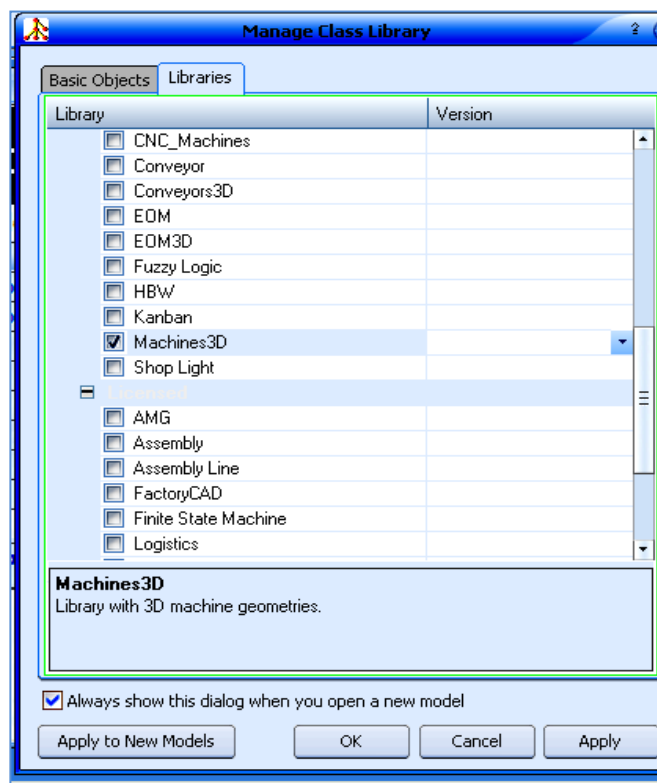 Manage Class Library
Basic Objects Libraries
Library Version
CNC_Machines
Conveyor
Conveyors3D
EOM
EOM3D
Fuzzy Logic
HBW
Kanban
Machines3D
Shop Light
Licensed
AMG
Assembly
Assembly Line
FactoryCAD
Finite State Machine
Logistics
Machines3D
Library with 3D machine geometries.
Always show this dialog when you open a new model
Apply to New Models OK Cancel Apply